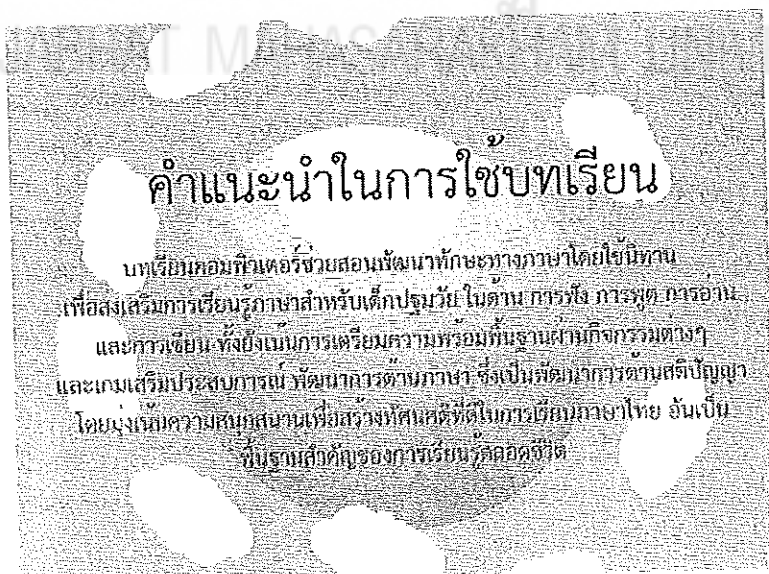 คำแนะนำในการใช้บทเรียน
บทเรียนคอมพิวเตอร์ช่วยสอนพัฒนาทักษะทางภาษาโดยใช้นิทาน
เพื่อส่งเสริมการเรียนรู้ภาษาสำหรับเด็กปฐมวัย ในด้าน การฟัง การพูด การอ่าน
และการเขียน ทั้งยังเน้นการเตรียมความพร้อมพื้นฐานผ่านกิจกรรมต่างๆ
และเกมเสริมประสบการณ์ พัฒนาการด้านภาษา ซึ่งเป็นพัฒนาการด้านสติปัญญา
โดยมุ่งเน้นความสนุกสนานเพื่อสร้างทัศนคติที่ดีในการเรียนภาษาไทย อันเป็น
พื้นฐานสำคัญของการเรียนรู้ตลอดชีวิต